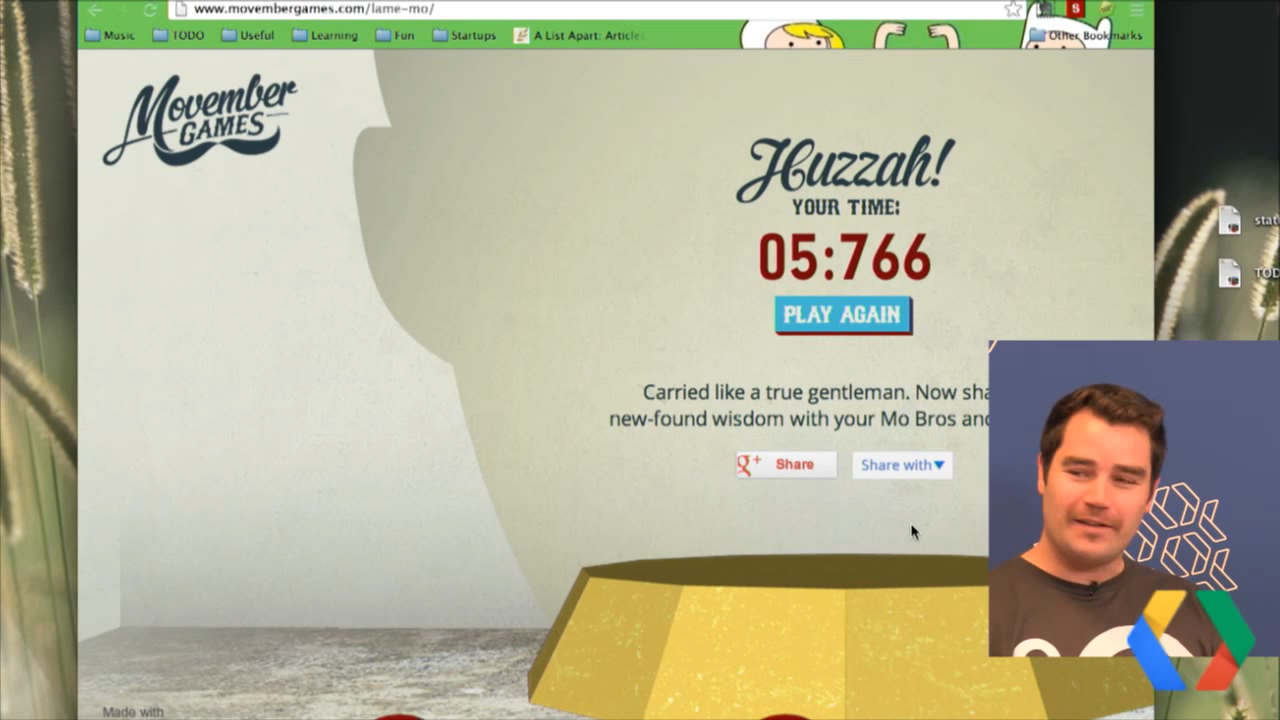 www.movembergames.com/lame-mo/
Music TODO Useful Learning Fun Startups A List Apart: Articles Other Bookmarks
Movember
GAMES
Huzzah!
YOUR TIME:
05:766
PLAY AGAIN
Carried like a true gentleman. Now sha
new-found wisdom with your Mo Bros and
g+ Share Share with
stat
TOD
Made with